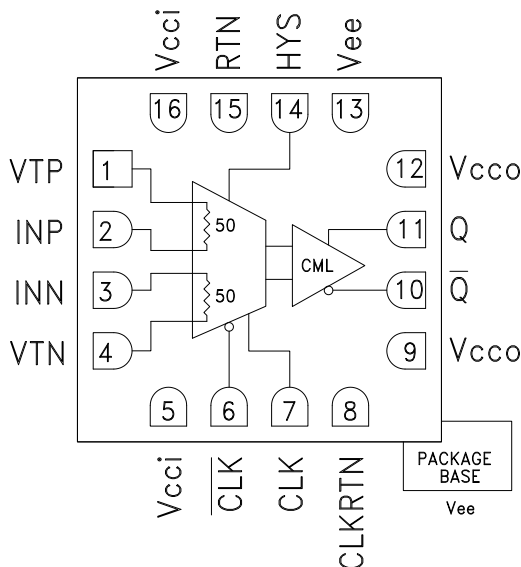 Vcci RTN HYS Vee
16 15 14 13
VTP 1 12 Vcco
50
INP 2 11 Q
CML
INN 3 10 Q̅
50
VTN 4 9 Vcco
5 6 7 8
Vcci C̅L̅K̅ CLK CLKRTN
PACKAGE
BASE
Vee